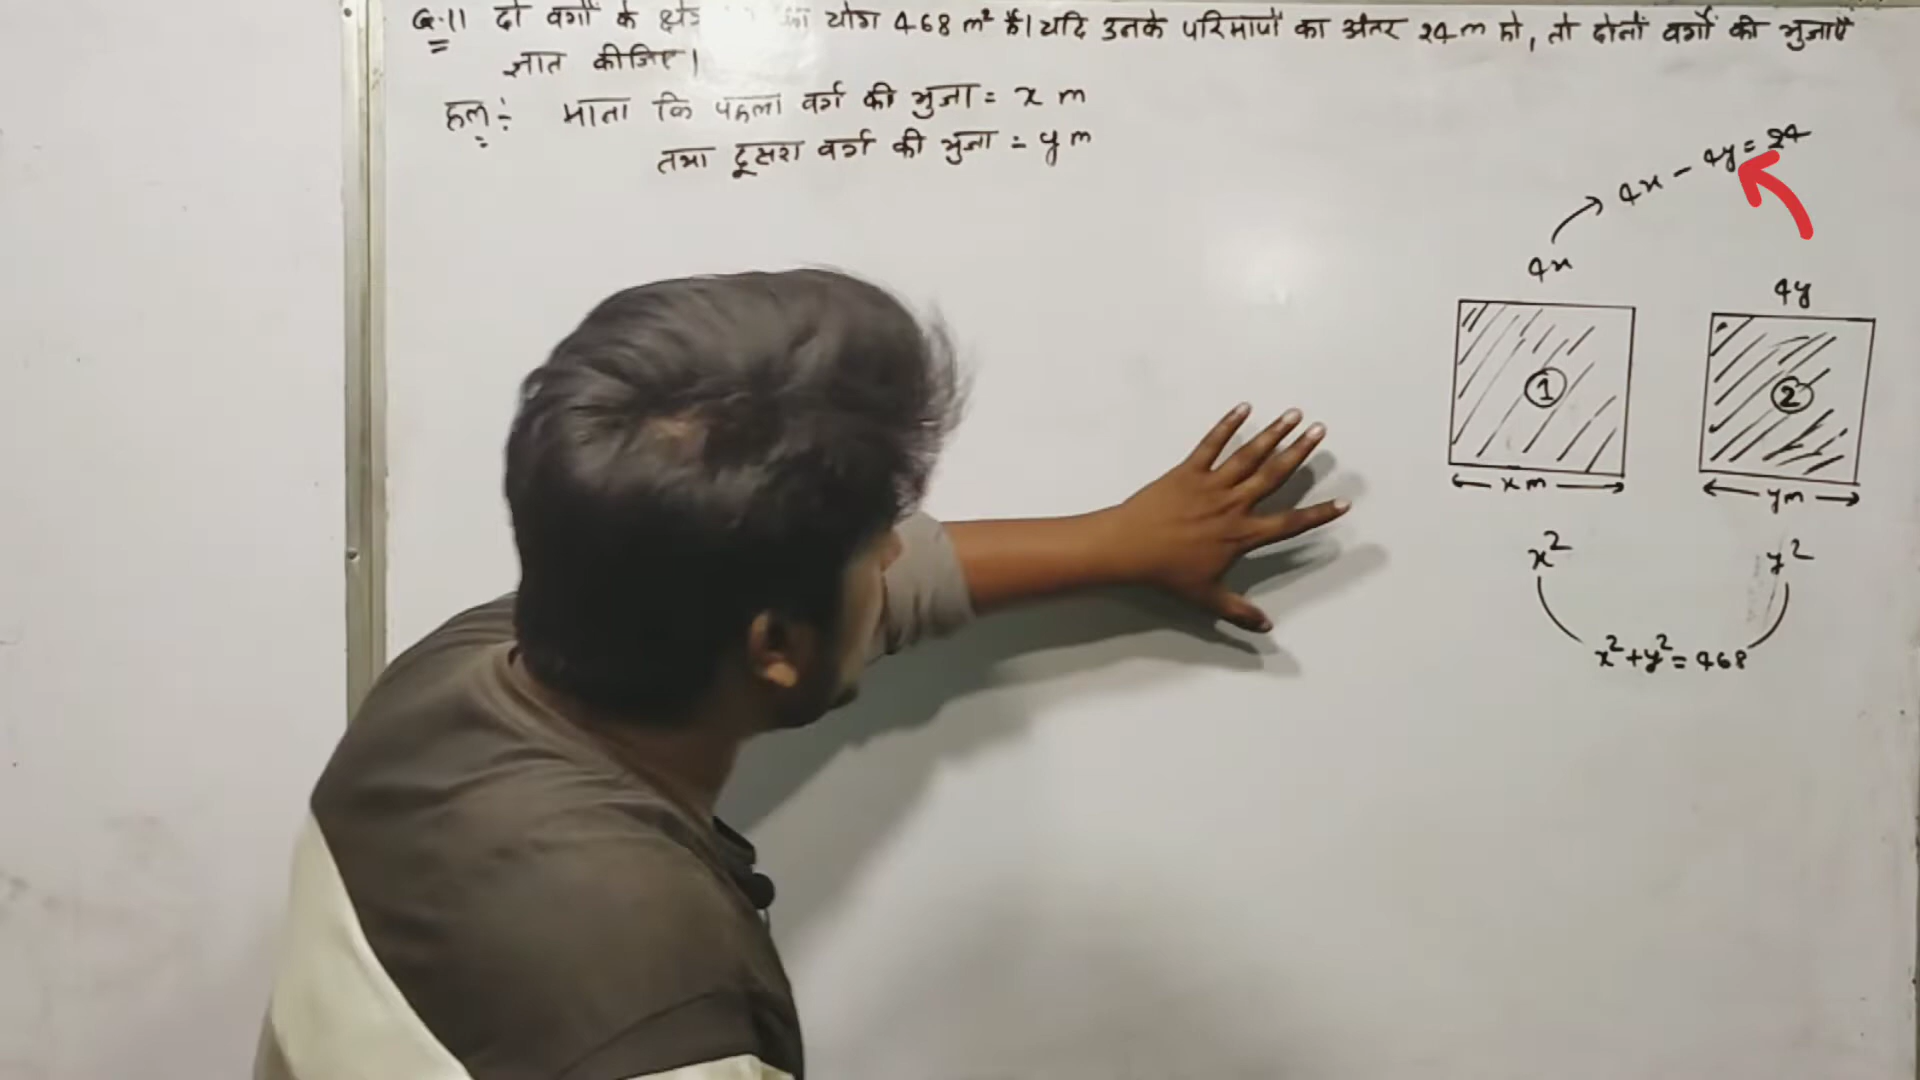 Q.11 दो वर्गों के क्षेत्र का योग 468 m² है। यदि उनके परिमापों का अंतर 24 m हो, तो दोनों वर्गों की भुजाएँ
ज्ञात कीजिए।
हल:- माना कि पहला वर्ग की भुजा = x m
तथा दूसरा वर्ग की भुजा = y m
4x - 4y = 24
4x
4y
1
2
x m
y m
x²
y²
x²+y²=468